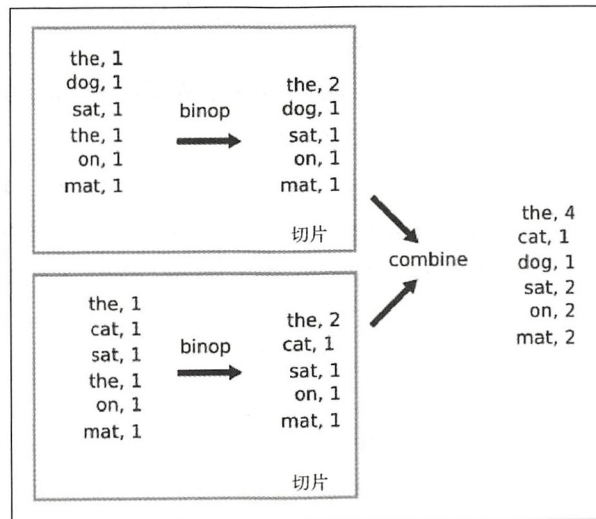 the, 1
dog, 1
sat, 1
the, 1
on, 1
mat, 1
binop
the, 2
dog, 1
sat, 1
on, 1
mat, 1
切片
the, 1
cat, 1
sat, 1
the, 1
on, 1
mat, 1
binop
the, 2
cat, 1
sat, 1
on, 1
mat, 1
切片
combine
the, 4
cat, 1
dog, 1
sat, 2
on, 2
mat, 2